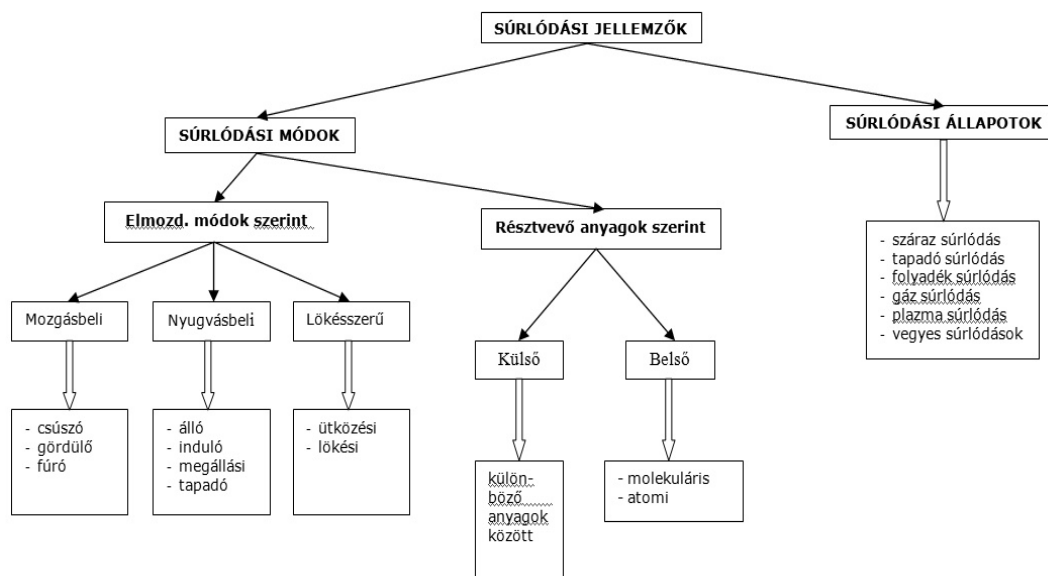 SÚRLÓDÁSI JELLEMZŐK
SÚRLÓDÁSI MÓDOK
SÚRLÓDÁSI ÁLLAPOTOK
Elmozd. módok szerint
Résztvevő anyagok szerint
- száraz súrlódás
- tapadó súrlódás
- folyadék súrlódás
- gáz súrlódás
- plazma súrlódás
- vegyes súrlódások
Mozgásbeli
Nyugvásbeli
Lökésszerű
Külső
Belső
- csúszó
- gördülő
- fúró
- álló
- induló
- megállási
- tapadó
- ütközési
- lökési
külön-
böző
anyagok
között
- molekuláris
- atomi